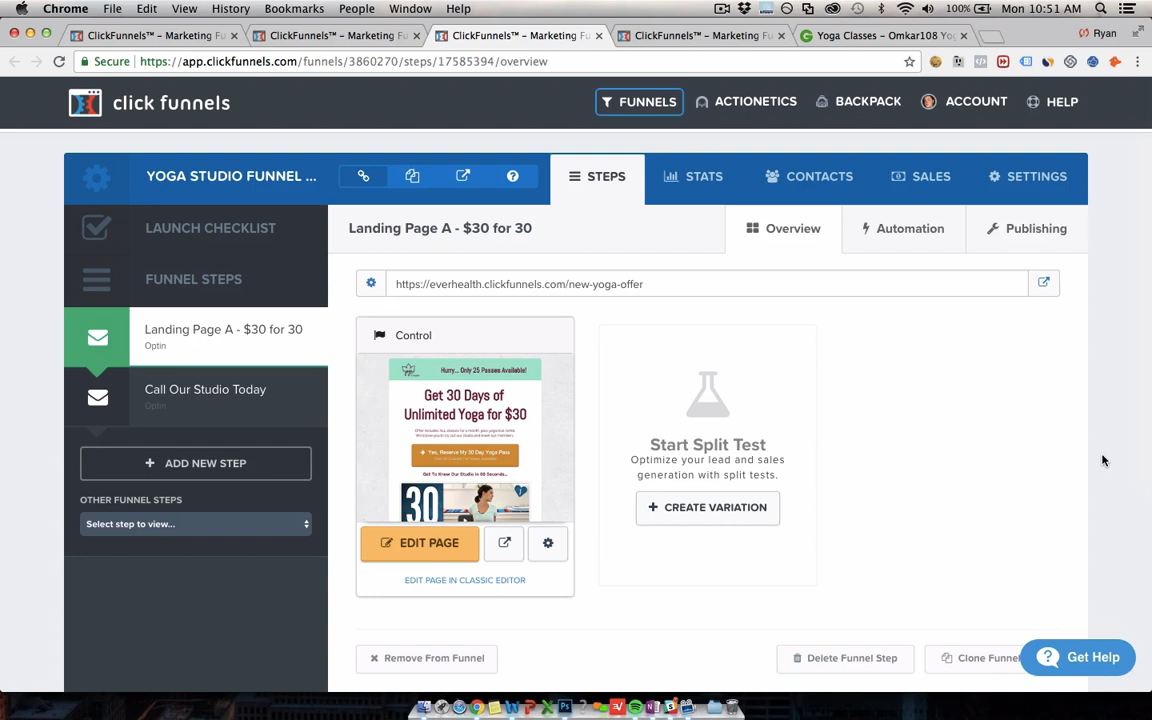 Chrome File Edit View History Bookmarks People Window Help 100% Mon 10:51 AM
ClickFunnels™ - Marketing Fu ClickFunnels™ - Marketing Fu ClickFunnels™ - Marketing Fu ClickFunnels™ - Marketing Fu Yoga Classes - Omkar108 Yog Ryan
Secure https://app.clickfunnels.com/funnels/3860270/steps/17585394/overview
click funnels FUNNELS ACTIONETICS BACKPACK ACCOUNT HELP
YOGA STUDIO FUNNEL ... STEPS STATS CONTACTS SALES SETTINGS
LAUNCH CHECKLIST
Landing Page A - $30 for 30 Overview Automation Publishing
FUNNEL STEPS
https://everhealth.clickfunnels.com/new-yoga-offer
Landing Page A - $30 for 30
Optin
Call Our Studio Today
Optin
ADD NEW STEP
OTHER FUNNEL STEPS
Select step to view...
Control
Hurry... Only 25 Passes Available!
Get 30 Days of
Unlimited Yoga for $30
Yes, Reserve My 30 Day Yoga Pass
Get To Know Our Studio in 60 Seconds...
30
EDIT PAGE
EDIT PAGE IN CLASSIC EDITOR
Start Split Test
Optimize your lead and sales
generation with split tests.
CREATE VARIATION
Remove From Funnel Delete Funnel Step Clone Funnel
Get Help